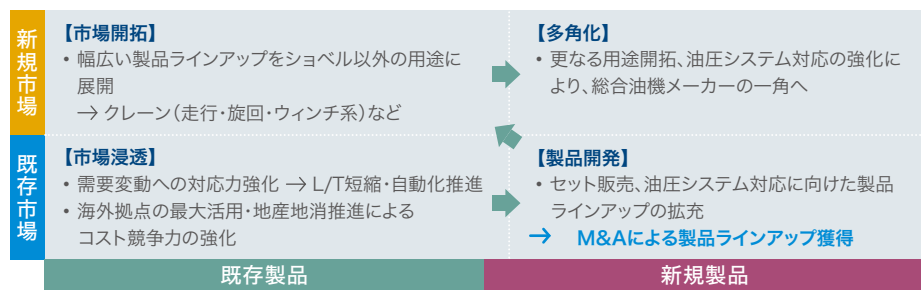 新規市場
【市場開拓】
• 幅広い製品ラインアップをショベル以外の用途に
展開
→ クレーン（走行・旋回・ウィンチ系）など
【多角化】
• 更なる用途開拓、油圧システム対応の強化に
より、総合油機メーカーの一角へ
既存市場
【市場浸透】
• 需要変動への対応力強化 → L/T短縮・自動化推進
• 海外拠点の最大活用・地産地消推進による
コスト競争力の強化
【製品開発】
• セット販売、油圧システム対応に向けた製品
ラインアップの拡充
→ M&Aによる製品ラインアップ獲得
既存製品
新規製品